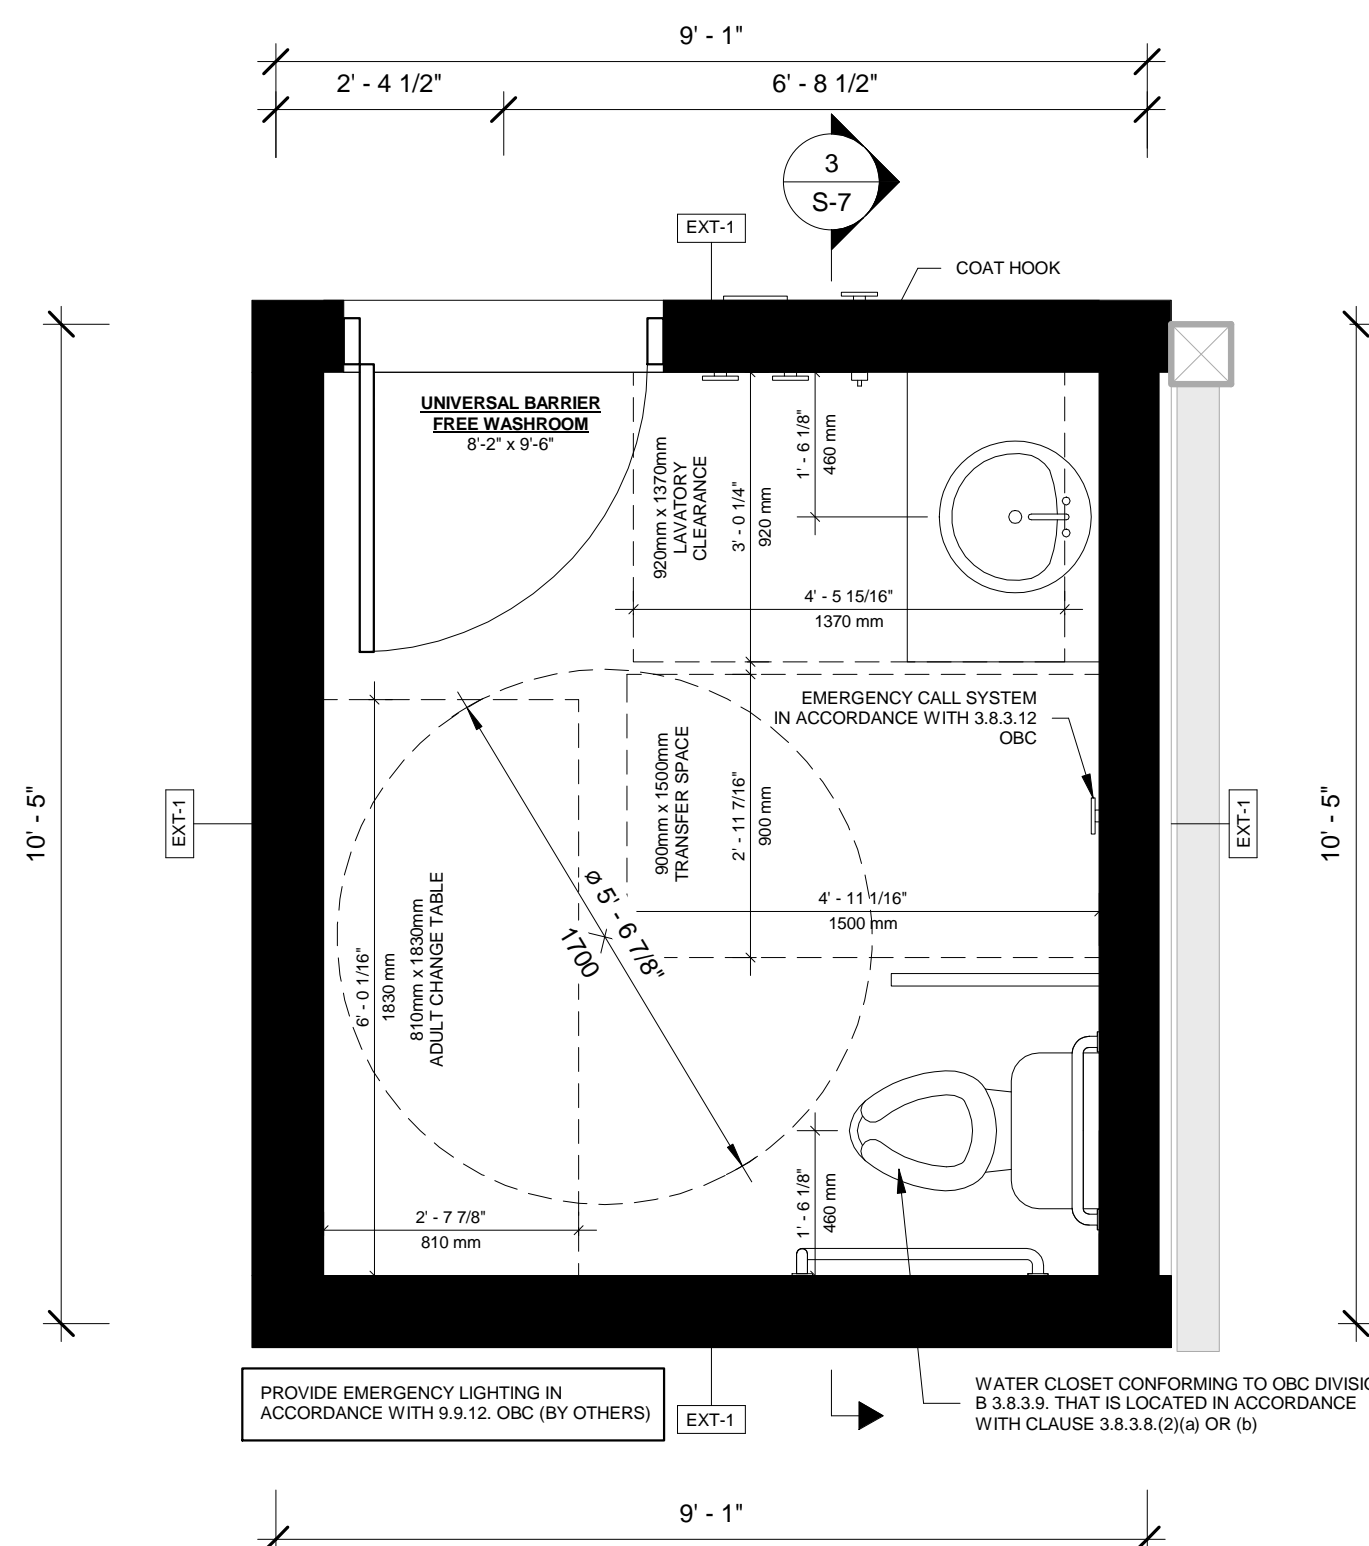 9' - 1"
2' - 4 1/2"
6' - 8 1/2"
3
S-7
EXT-1
COAT HOOK
UNIVERSAL BARRIER
FREE WASHROOM
8'-2" x 9'-6"
920mm x 1370mm
LAVATORY
CLEARANCE
3' - 0 1/4"
920 mm
1' - 6 1/8"
460 mm
4' - 5 15/16"
1370 mm
EMERGENCY CALL SYSTEM
IN ACCORDANCE WITH 3.8.3.12
OBC
900mm x 1500mm
TRANSFER SPACE
2' - 11 7/16"
900 mm
10' - 5"
EXT-1
EXT-1
10' - 5"
4' - 11 1/16"
1500 mm
ø 5' - 6 7/8"
1700
6' - 0 1/16"
1830 mm
810mm x 1830mm
ADULT CHANGE TABLE
1' - 6 1/8"
460 mm
2' - 7 7/8"
810 mm
PROVIDE EMERGENCY LIGHTING IN
ACCORDANCE WITH 9.9.12. OBC (BY OTHERS)
EXT-1
WATER CLOSET CONFORMING TO OBC DIVISIO
B 3.8.3.9. THAT IS LOCATED IN ACCORDANCE
WITH CLAUSE 3.8.3.8.(2)(a) OR (b)
9' - 1"